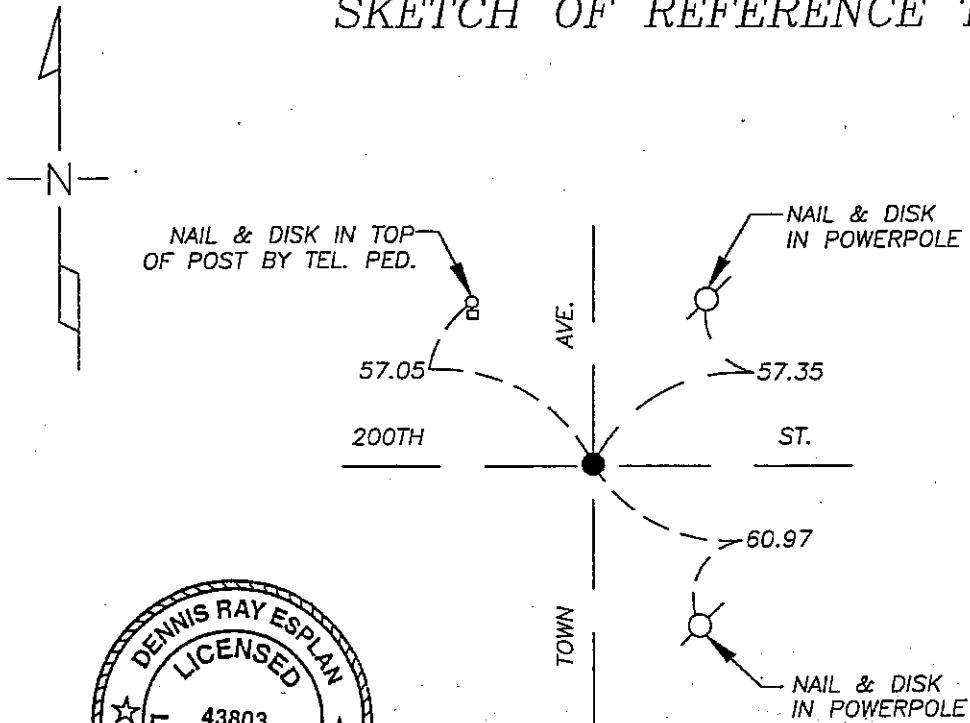 SKETCH OF REFERENCE
N
NAIL & DISK IN TOP
OF POST BY TEL. PED.
NAIL & DISK
IN POWERPOLE
AVE.
57.05
57.35
200TH
ST.
60.97
TOWN
NAIL & DISK
IN POWERPOLE
DENNIS RAY ESPLAN
LICENSED
43803